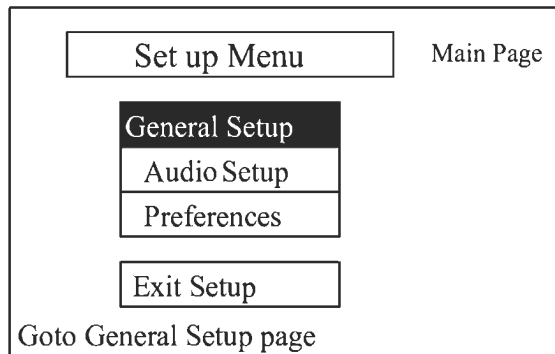 Set up Menu Main Page
General Setup
Audio Setup
Preferences
Exit Setup
Goto General Setup page